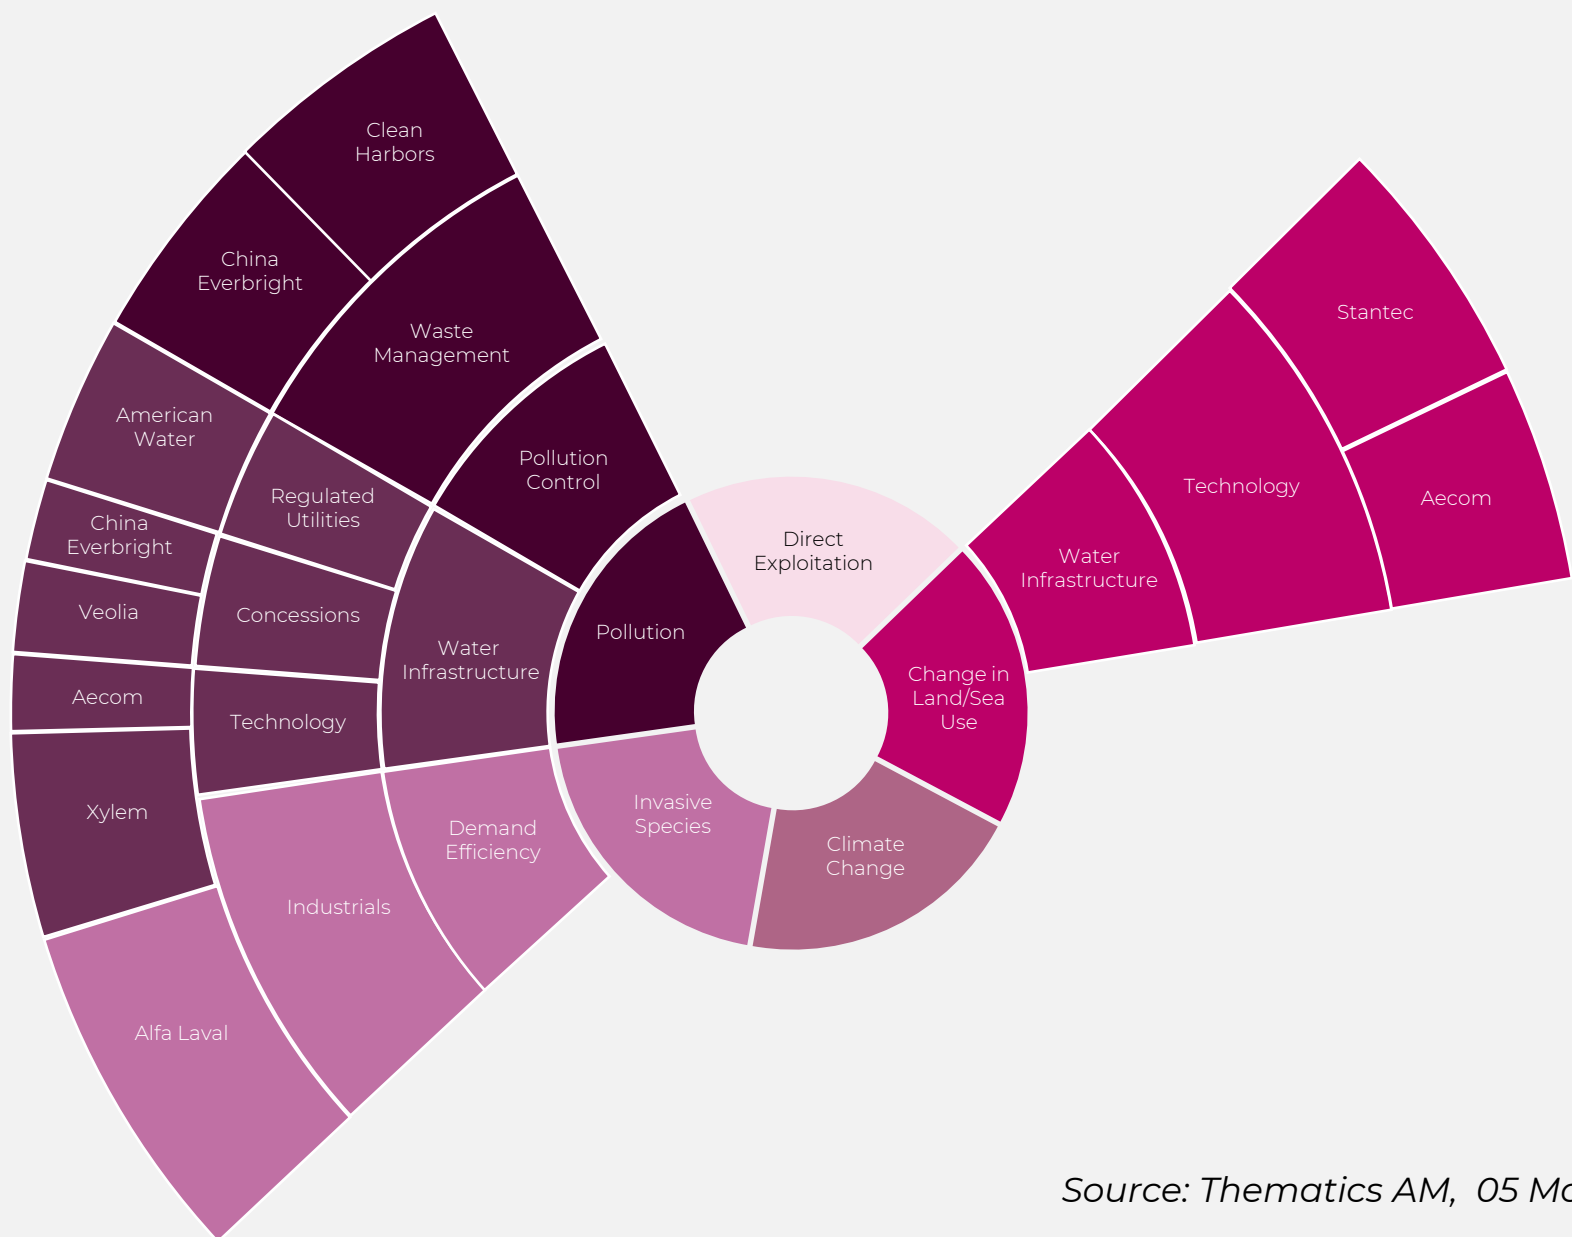 Clean
Harbors
China
Everbright
Waste
Management
American
Water
Pollution
Control
Regulated
Utilities
China
Everbright
Veolia
Concessions
Water
Infrastructure
Aecom
Technology
Xylem
Industrials
Demand
Efficiency
Alfa Laval
Pollution
Direct
Exploitation
Invasive
Species
Climate
Change
Change in
Land/Sea
Use
Water
Infrastructure
Technology
Stantec
Aecom
Source: Thematics AM, 05